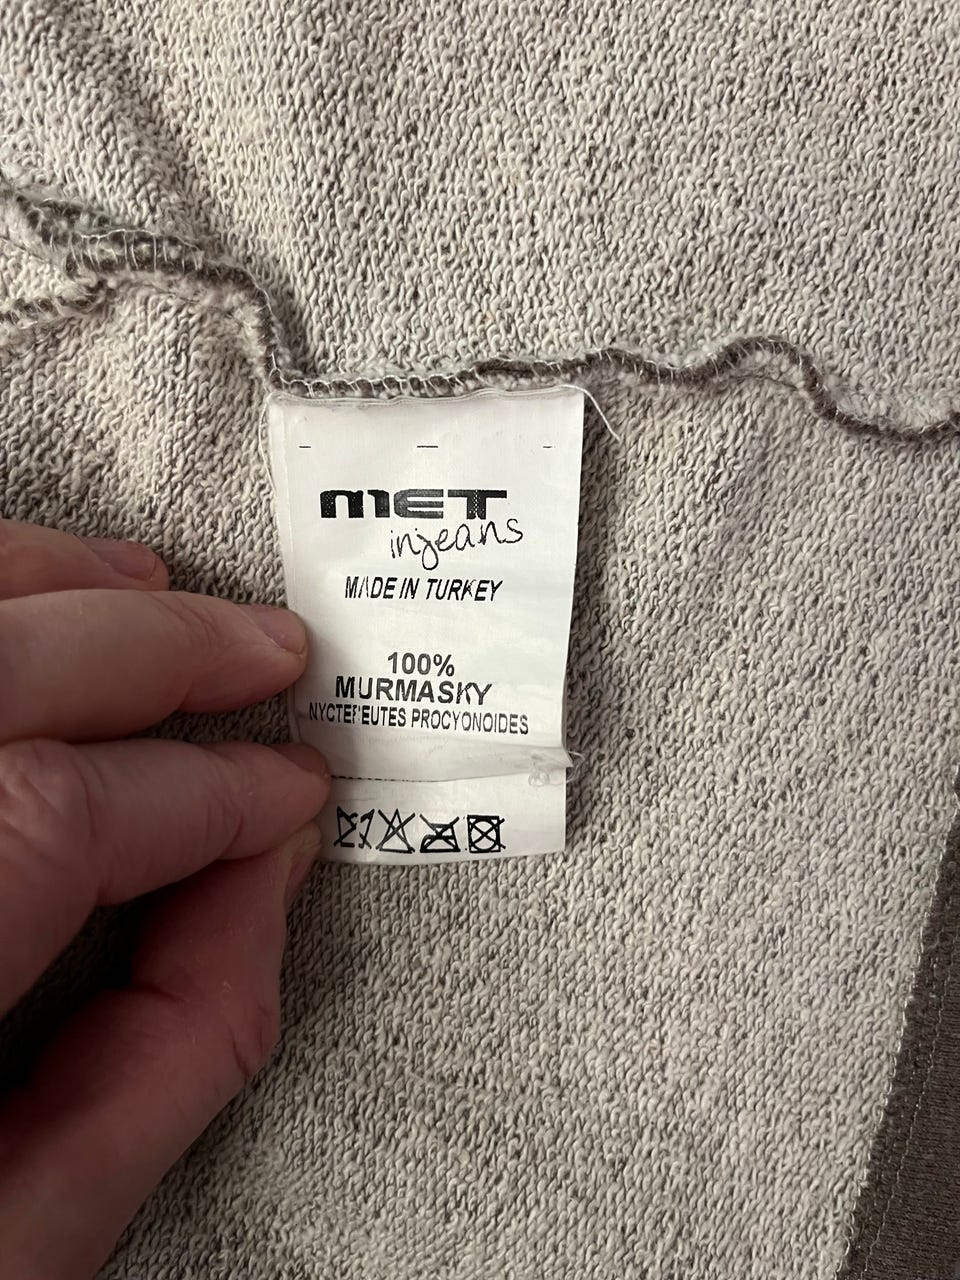 MET
injeans
MADE IN TURKEY
100%
MURMASKY
NYCTEREUTES PROCYONOIDES